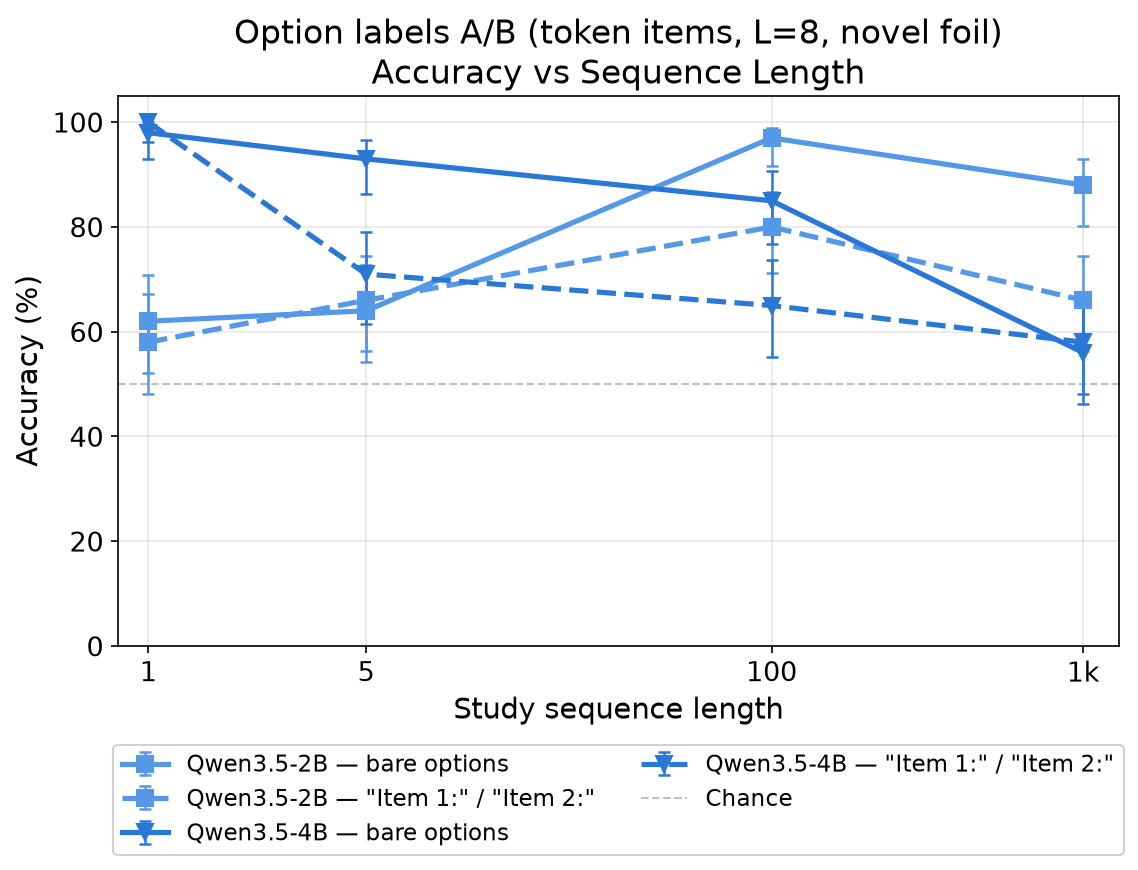 Option labels A/B (token items, L=8, novel foil)
Accuracy vs Sequence Length
Accuracy (%)
100
80
60
40
20
0
1
5
100
1k
Study sequence length
Qwen3.5-2B — bare options
Qwen3.5-2B — "Item 1:" / "Item 2:"
Qwen3.5-4B — bare options
Qwen3.5-4B — "Item 1:" / "Item 2:"
Chance